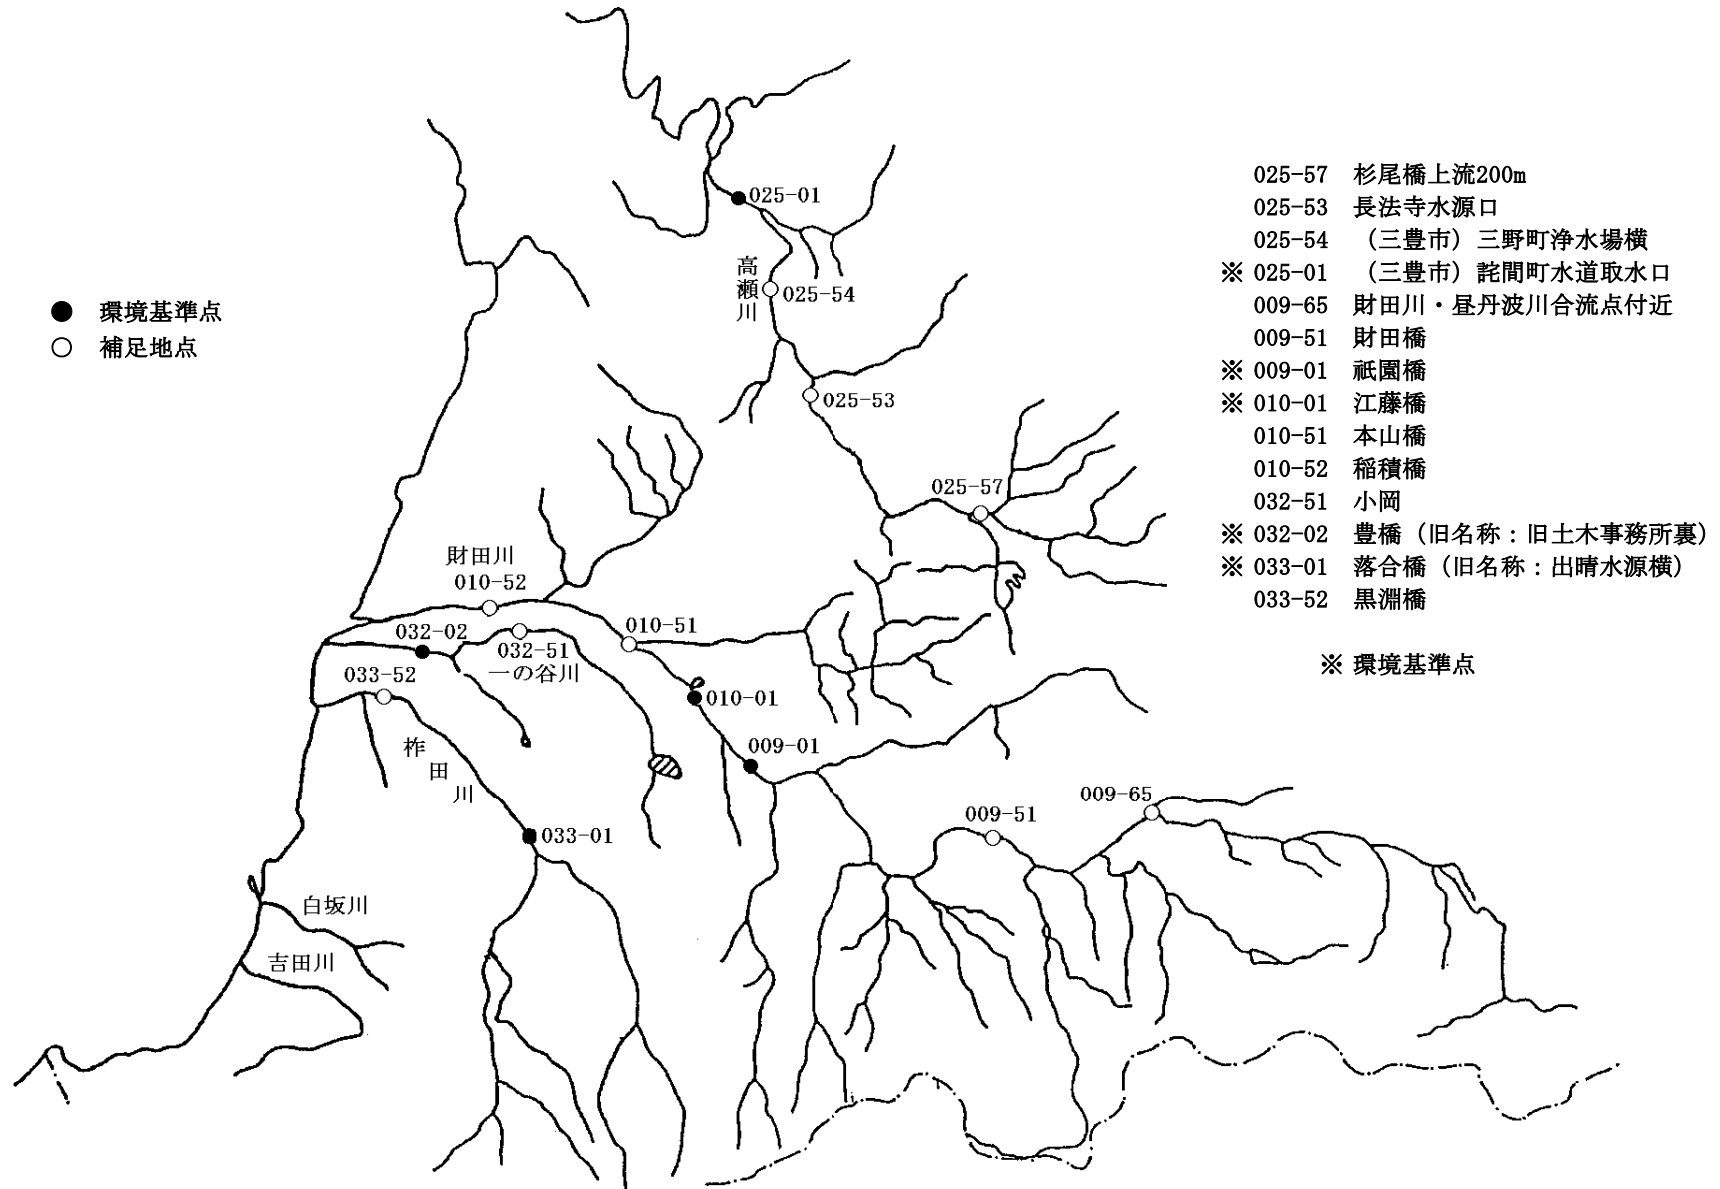 025-01
高瀬川
025-54
025-53
025-57
● 環境基準点
○ 補足地点
財田川
010-52
032-02
032-51
一の谷川
010-51
033-52
010-01
柞田川
009-01
033-01
009-51
009-65
白坂川
吉田川
025-57 杉尾橋上流200m
025-53 長法寺水源口
025-54 （三豊市）三野町浄水場横
※ 025-01 （三豊市）詫間町水道取水口
009-65 財田川・昼丹波川合流点付近
009-51 財田橋
※ 009-01 祇園橋
※ 010-01 江藤橋
010-51 本山橋
010-52 稲積橋
032-51 小岡
※ 032-02 豊橋（旧名称：旧土木事務所裏）
※ 033-01 落合橋（旧名称：出晴水源横）
033-52 黒淵橋
※ 環境基準点